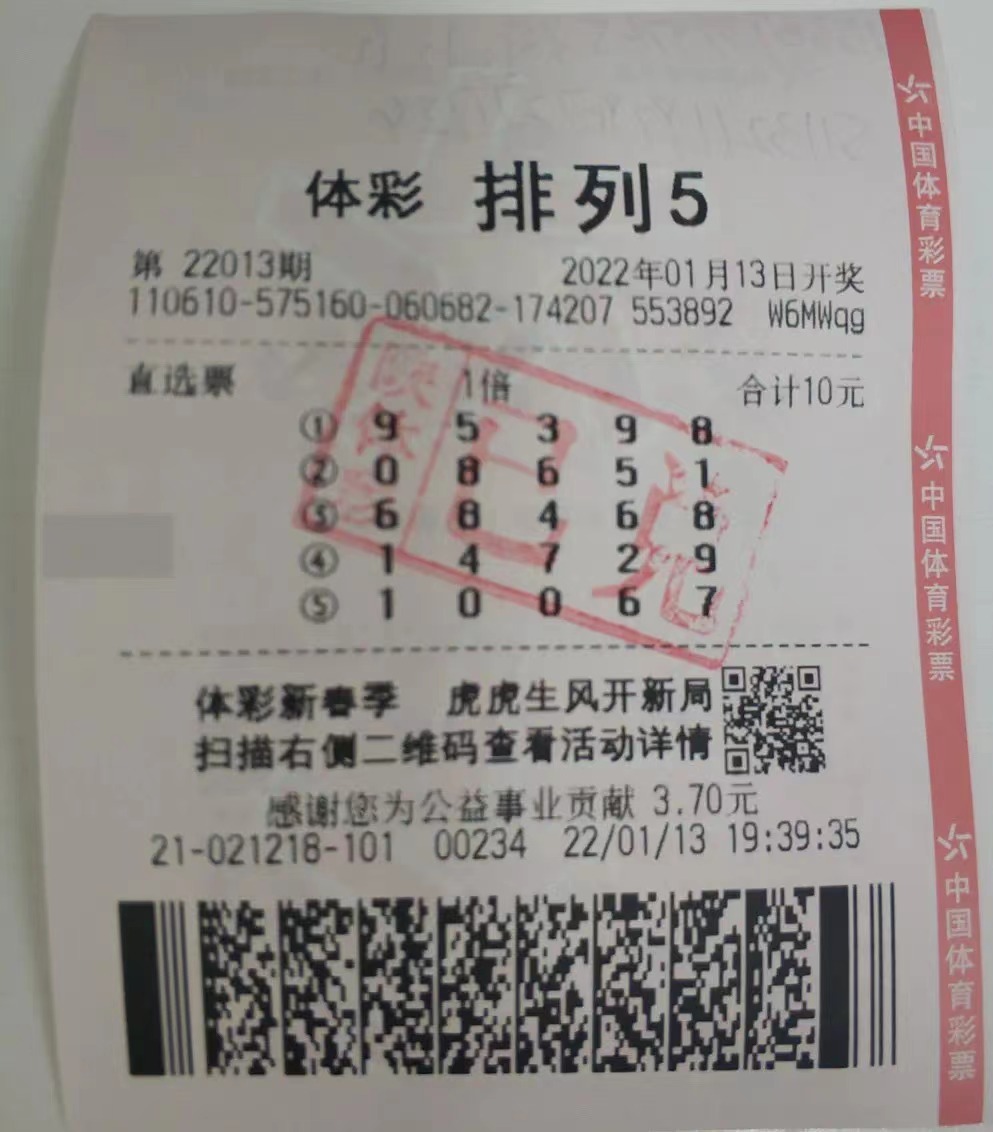 体彩 排列5
第 22013期 2022年01月13日开奖
110610-575160-060682-174207 553892 W6MWqg
直选票 1倍 合计10元
① 9 5 3 9 8
② 0 8 6 5 1
③ 6 8 4 6 8
④ 1 4 7 2 9
⑤ 1 0 0 6 7
已兑
体彩新春季 虎虎生风开新局
扫描右侧二维码查看活动详情
感谢您为公益事业贡献 3.70元
21-021218-101 00234 22/01/13 19:39:35
中国体育彩票
中国体育彩票
中国体育彩票